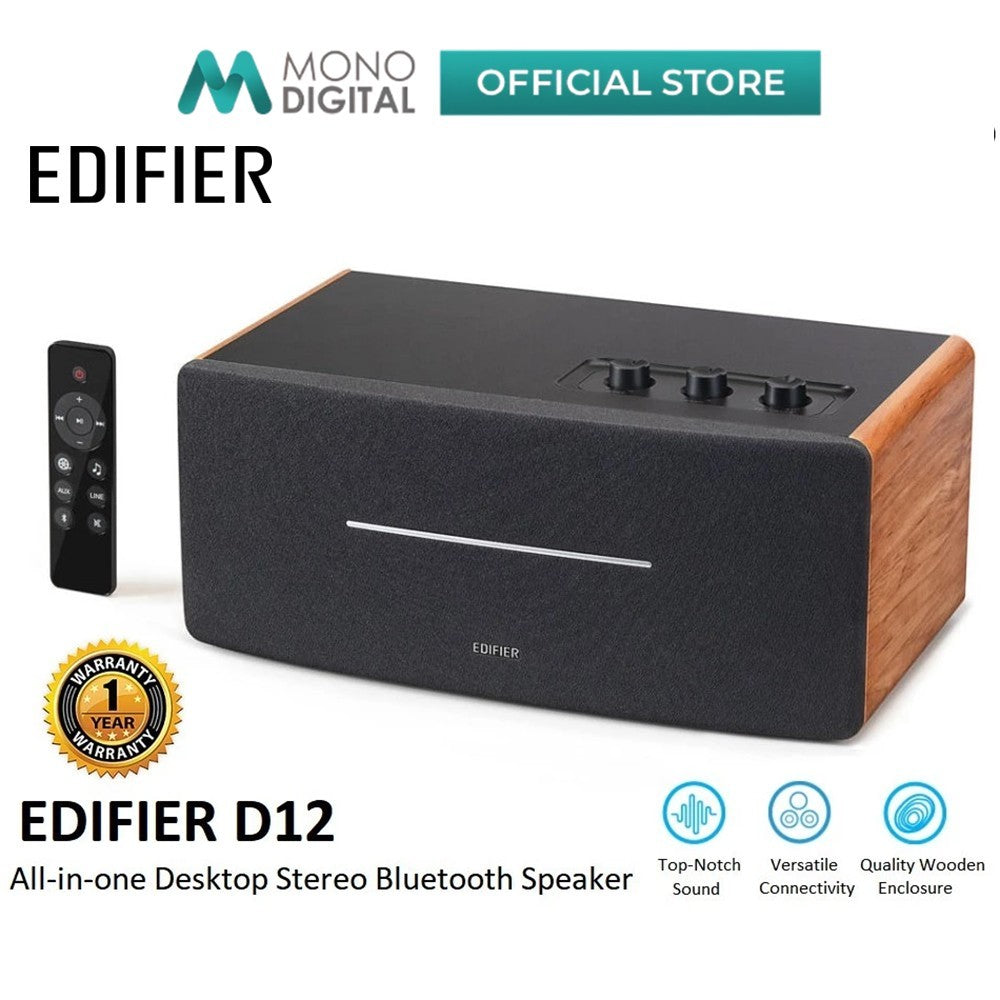 MONO
DIGITAL
OFFICIAL STORE
EDIFIER
AUX
LINE
EDIFIER
WARRANTY
1
YEAR
WARRANTY
EDIFIER D12
All-in-one Desktop Stereo Bluetooth Speaker
Top-Notch
Sound
Versatile
Connectivity
Quality Wooden
Enclosure